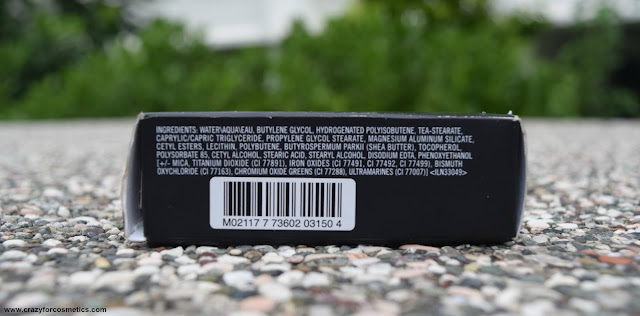 INGREDIENTS: WATER\AQUA\EAU, BUTYLENE GLYCOL, HYDROGENATED POLYISOBUTENE, TEA-STEARATE,
CAPRYLIC/CAPRIC TRIGLYCERIDE, PROPYLENE GLYCOL STEARATE, MAGNESIUM ALUMINUM SILICATE,
CETYL ESTERS, LECITHIN, POLYBUTENE, BUTYROSPERMUM PARKII (SHEA BUTTER), TOCOPHEROL,
POLYSORBATE 85, CETYL ALCOHOL, STEARIC ACID, STEARYL ALCOHOL, DISODIUM EDTA, PHENOXYETHANOL
[+/- MICA, TITANIUM DIOXIDE (CI 77891), IRON OXIDES (CI 77491, CI 77492, CI 77499), BISMUTH
OXYCHLORIDE (CI 77163), CHROMIUM OXIDE GREENS (CI 77288), ULTRAMARINES (CI 77007)] <ILN33049>
M02117 7 73602 03150 4
www.crazyforcosmetics.com